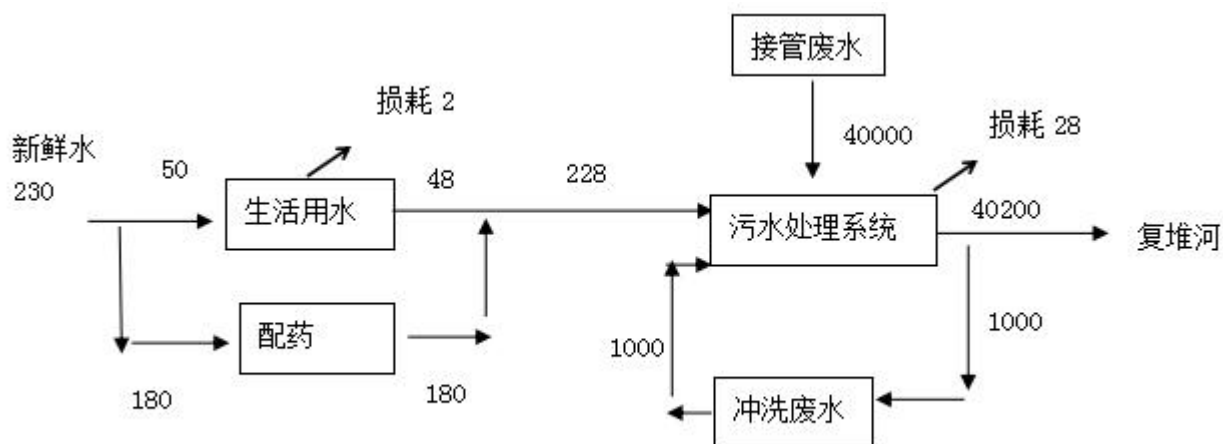 接管废水
损耗 2
损耗 28
新鲜水
230
50
40000
生活用水
48
228
污水处理系统
40200
复堆河
配药
180
180
1000
1000
冲洗废水